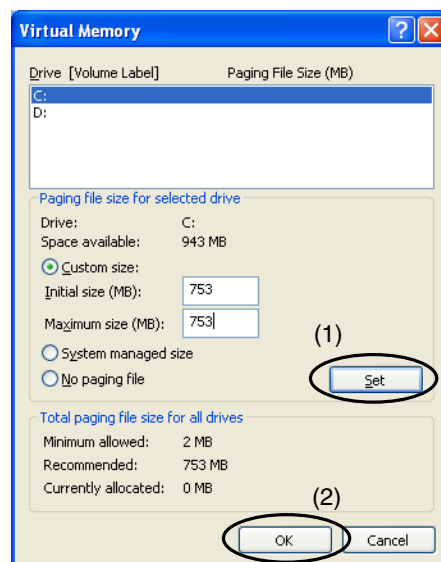 Virtual Memory
Drive [Volume Label] Paging File Size (MB)
C:
D:
Paging file size for selected drive
Drive: C:
Space available: 943 MB
Custom size:
Initial size (MB): 753
Maximum size (MB): 753
(1)
System managed size
No paging file
Set
Total paging file size for all drives
Minimum allowed: 2 MB
Recommended: 753 MB
Currently allocated: 0 MB
(2)
OK Cancel